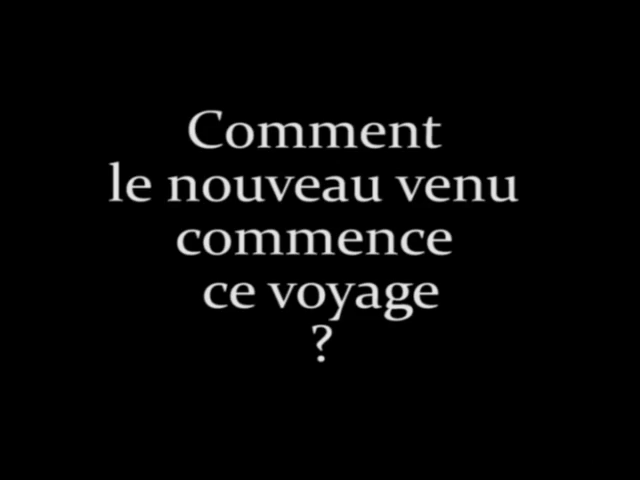 Comment
le nouveau venu
commence
ce voyage
?